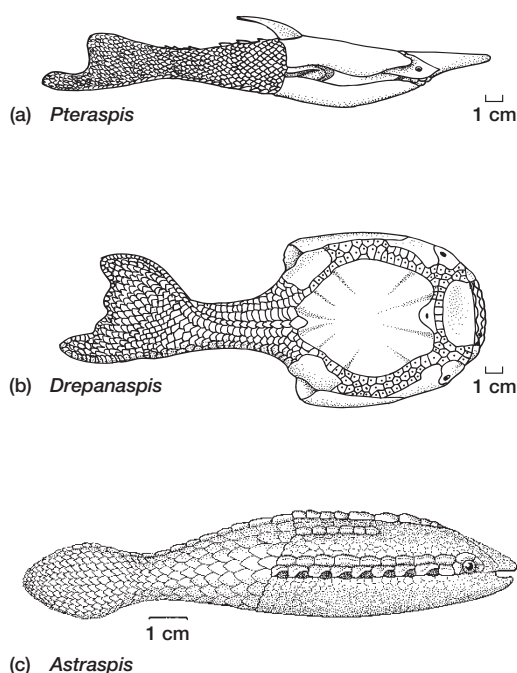 (a) Pteraspis
1 cm
(b) Drepanaspis
1 cm
1 cm
(c) Astraspis